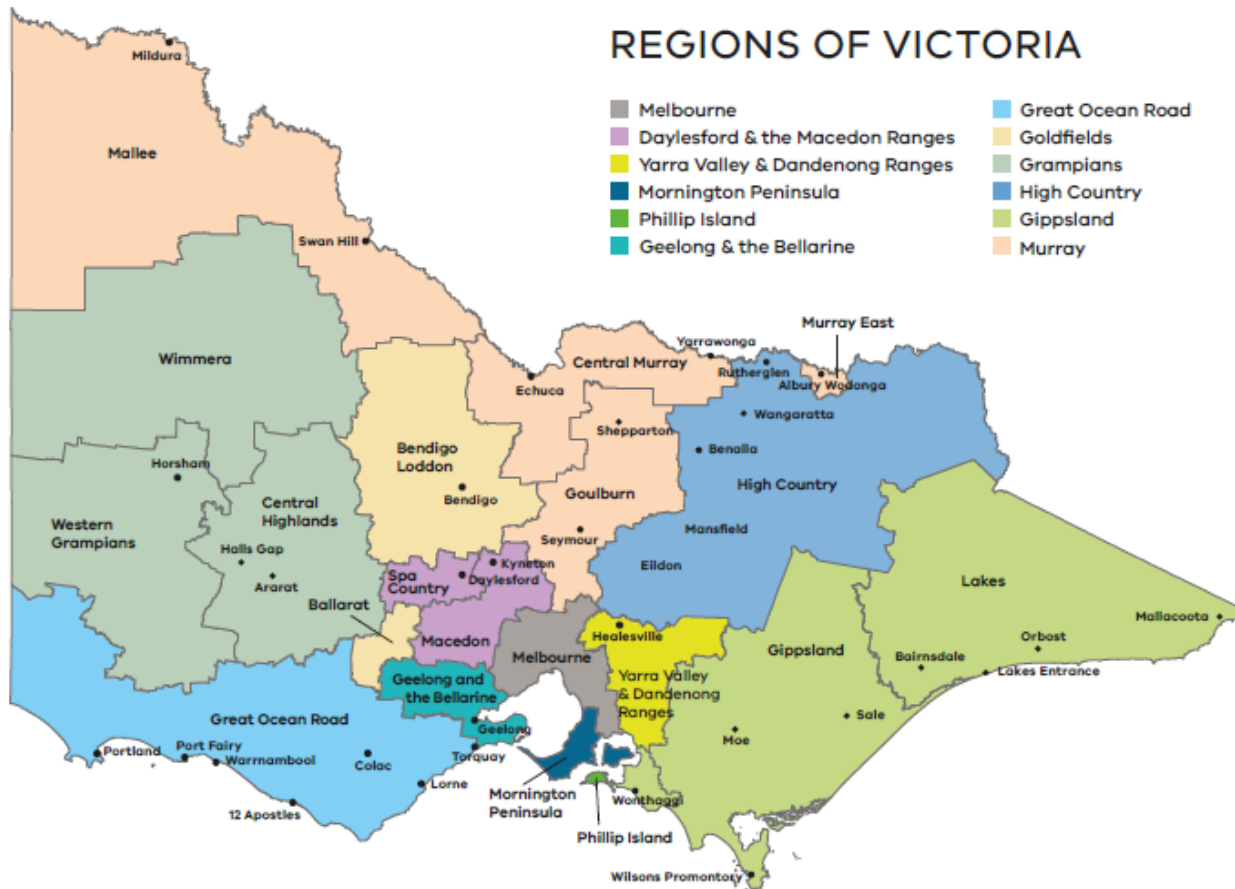 REGIONS OF VICTORIA
Melbourne
Daylesford & the Macedon Ranges
Yarra Valley & Dandenong Ranges
Mornington Peninsula
Phillip Island
Geelong & the Bellarine
Great Ocean Road
Goldfields
Grampians
High Country
Gippsland
Murray
Mildura
Mallee
Swan Hill
Wimmera
Murray East
Yarrawonga
Central Murray
Rutherglen
Echuca
Albury Wodonga
Wangaratta
Shepparton
Bendigo
Loddon
Benalla
Horsham
High Country
Bendigo
Goulburn
Central
Highlands
Western
Grampians
Mansfield
Seymour
Halls Gap
Kyneton
Eildon
Spa
Country
Daylesford
Lakes
Ararat
Ballarat
Mallacoota
Healesville
Macedon
Orbost
Melbourne
Gippsland
Bairnsdale
Lakes Entrance
Geelong and
the Bellarine
Yarra Valley
& Dandenong
Ranges
Great Ocean Road
Sale
Geelong
Moe
Portland
Port Fairy
Warrnambool
Colac
Torquay
Lorne
Mornington
Peninsula
Wonthaggi
12 Apostles
Phillip Island
Wilsons Promontory